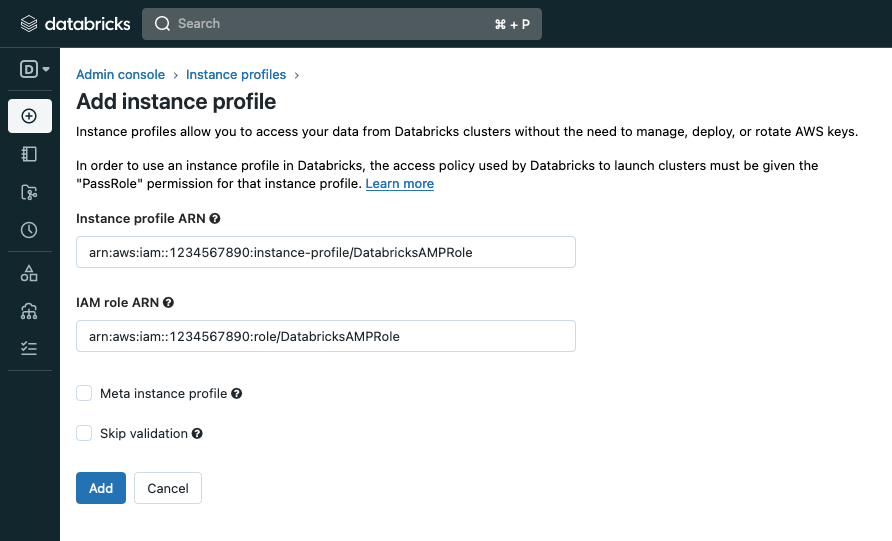 databricks
Search ⌘ + P
D
Admin console › Instance profiles ›
Add instance profile
Instance profiles allow you to access your data from Databricks clusters without the need to manage, deploy, or rotate AWS keys.
In order to use an instance profile in Databricks, the access policy used by Databricks to launch clusters must be given the
"PassRole" permission for that instance profile. Learn more
Instance profile ARN ?
arn:aws:iam::1234567890:instance-profile/DatabricksAMPRole
IAM role ARN ?
arn:aws:iam::1234567890:role/DatabricksAMPRole
Meta instance profile ?
Skip validation ?
Add Cancel